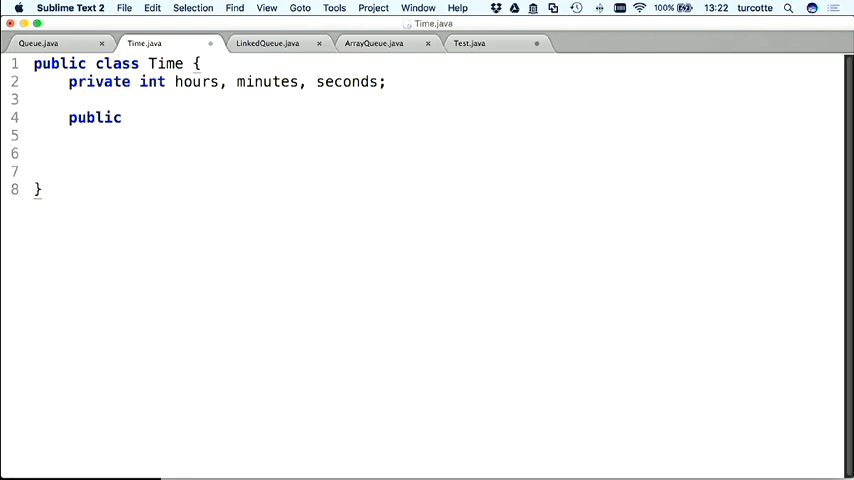 Sublime Text 2 File Edit Selection Find View Goto Tools Project Window Help 100% 13:22 turcotte
Time.java
Queue.java Time.java LinkedQueue.java ArrayQueue.java Test.java
1 public class Time {
2 private int hours, minutes, seconds;
3
4 public
5
6
7
8 }